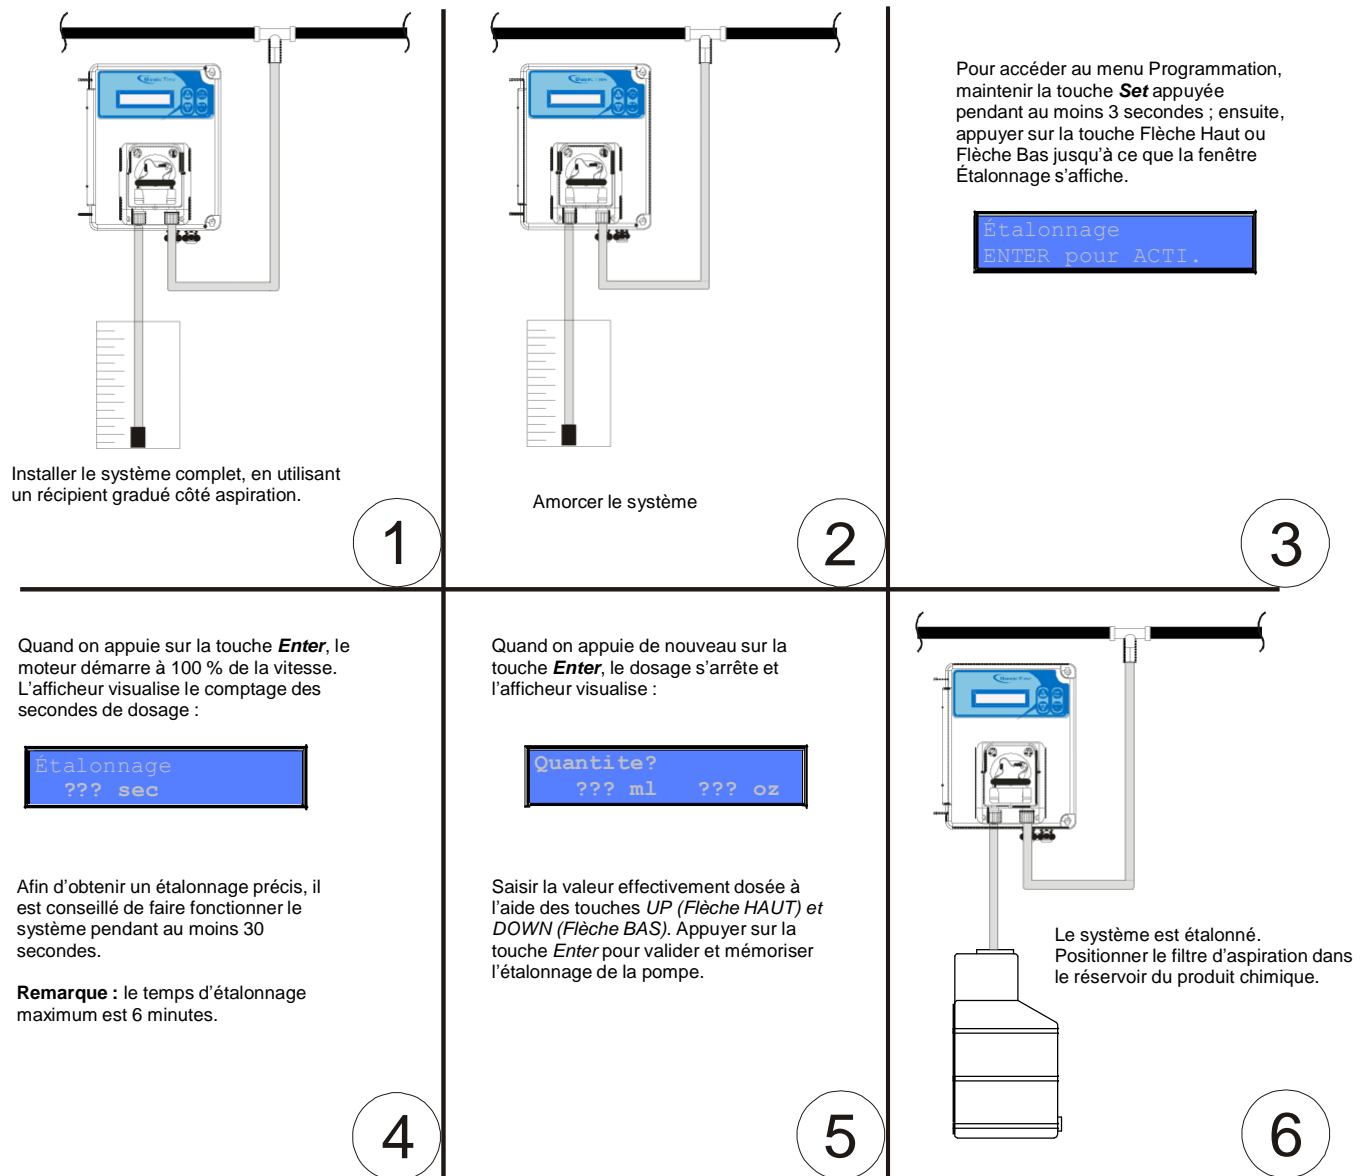 Installer le système complet, en utilisant
un récipient gradué côté aspiration.
1
Amorcer le système
2
Pour accéder au menu Programmation,
maintenir la touche Set appuyée
pendant au moins 3 secondes ; ensuite,
appuyer sur la touche Flèche Haut ou
Flèche Bas jusqu’à ce que la fenêtre
Étalonnage s’affiche.
Étalonnage
ENTER pour ACTI.
3
Quand on appuie sur la touche Enter, le
moteur démarre à 100 % de la vitesse.
L’afficheur visualise le comptage des
secondes de dosage :
Étalonnage
??? sec
Afin d’obtenir un étalonnage précis, il
est conseillé de faire fonctionner le
système pendant au moins 30
secondes.
Remarque : le temps d’étalonnage
maximum est 6 minutes.
4
Quand on appuie de nouveau sur la
touche Enter, le dosage s’arrête et
l’afficheur visualise :
Quantite?
??? ml ??? oz
Saisir la valeur effectivement dosée à
l’aide des touches UP (Flèche HAUT) et
DOWN (Flèche BAS). Appuyer sur la
touche Enter pour valider et mémoriser
l’étalonnage de la pompe.
5
Le système est étalonné.
Positionner le filtre d’aspiration dans
le réservoir du produit chimique.
6